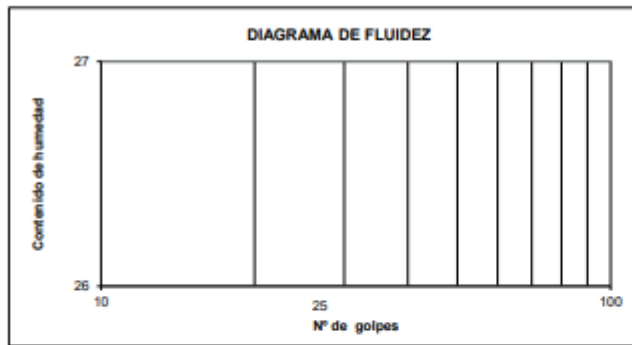 DIAGRAMA DE FLUIDEZ
27
Contenido de humedad
26
10
25
100
Nº de golpes